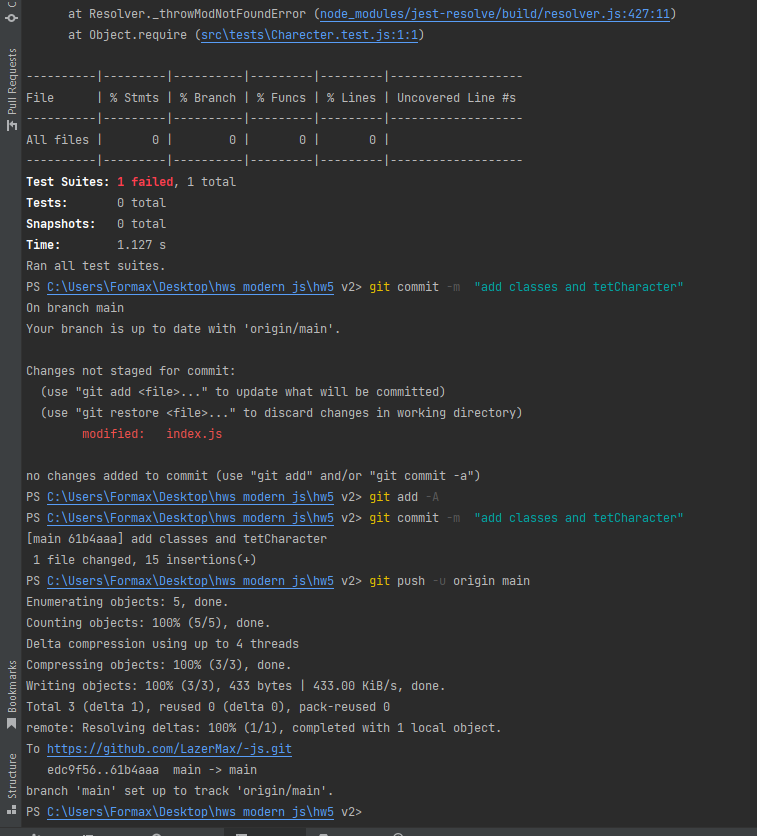 at Resolver._throwModNotFoundError (node_modules/jest-resolve/build/resolver.js:427:11)
at Object.require (src\tests\Charecter.test.js:1:1)
----------|---------|----------|---------|---------|-------------------
File      | % Stmts | % Branch | % Funcs | % Lines | Uncovered Line #s
----------|---------|----------|---------|---------|-------------------
All files |       0 |        0 |       0 |       0 |
----------|---------|----------|---------|---------|-------------------
Test Suites: 1 failed, 1 total
Tests:       0 total
Snapshots:   0 total
Time:        1.127 s
Ran all test suites.
PS C:\Users\Formax\Desktop\hws modern js\hw5 v2> git commit -m  "add classes and tetCharacter"
On branch main
Your branch is up to date with 'origin/main'.
Changes not staged for commit:
  (use "git add <file>..." to update what will be committed)
  (use "git restore <file>..." to discard changes in working directory)
        modified:   index.js
no changes added to commit (use "git add" and/or "git commit -a")
PS C:\Users\Formax\Desktop\hws modern js\hw5 v2> git add -A
PS C:\Users\Formax\Desktop\hws modern js\hw5 v2> git commit -m  "add classes and tetCharacter"
[main 61b4aaa] add classes and tetCharacter
 1 file changed, 15 insertions(+)
PS C:\Users\Formax\Desktop\hws modern js\hw5 v2> git push -u origin main
Enumerating objects: 5, done.
Counting objects: 100% (5/5), done.
Delta compression using up to 4 threads
Compressing objects: 100% (3/3), done.
Writing objects: 100% (3/3), 433 bytes | 433.00 KiB/s, done.
Total 3 (delta 1), reused 0 (delta 0), pack-reused 0
remote: Resolving deltas: 100% (1/1), completed with 1 local object.
To https://github.com/LazerMax/-js.git
   edc9f56..61b4aaa  main -> main
branch 'main' set up to track 'origin/main'.
PS C:\Users\Formax\Desktop\hws modern js\hw5 v2>
Pull Requests
Bookmarks
Structure